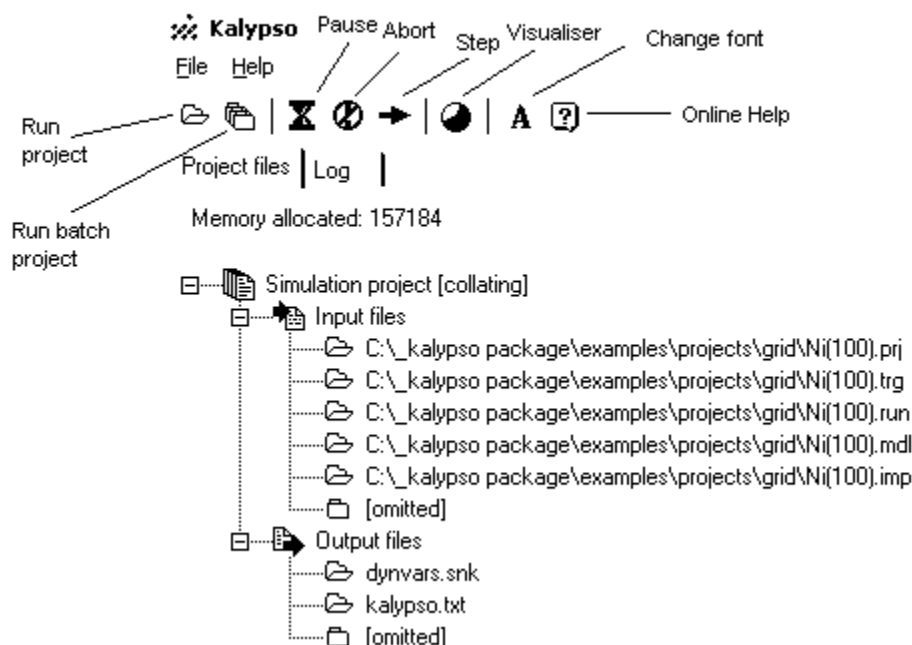 Kalypso
Pause
Abort
Step
Visualiser
Change font
File Help
A ?
Online Help
Run
project
Project files
Log
Run batch
project
Memory allocated: 157184
Simulation project [collating]
Input files
C:\_kalypso package\examples\projects\grid\Ni(100).prj
C:\_kalypso package\examples\projects\grid\Ni(100).trg
C:\_kalypso package\examples\projects\grid\Ni(100).run
C:\_kalypso package\examples\projects\grid\Ni(100).mdl
C:\_kalypso package\examples\projects\grid\Ni(100).imp
[omitted]
Output files
dynvars.snk
kalypso.txt
[omitted]